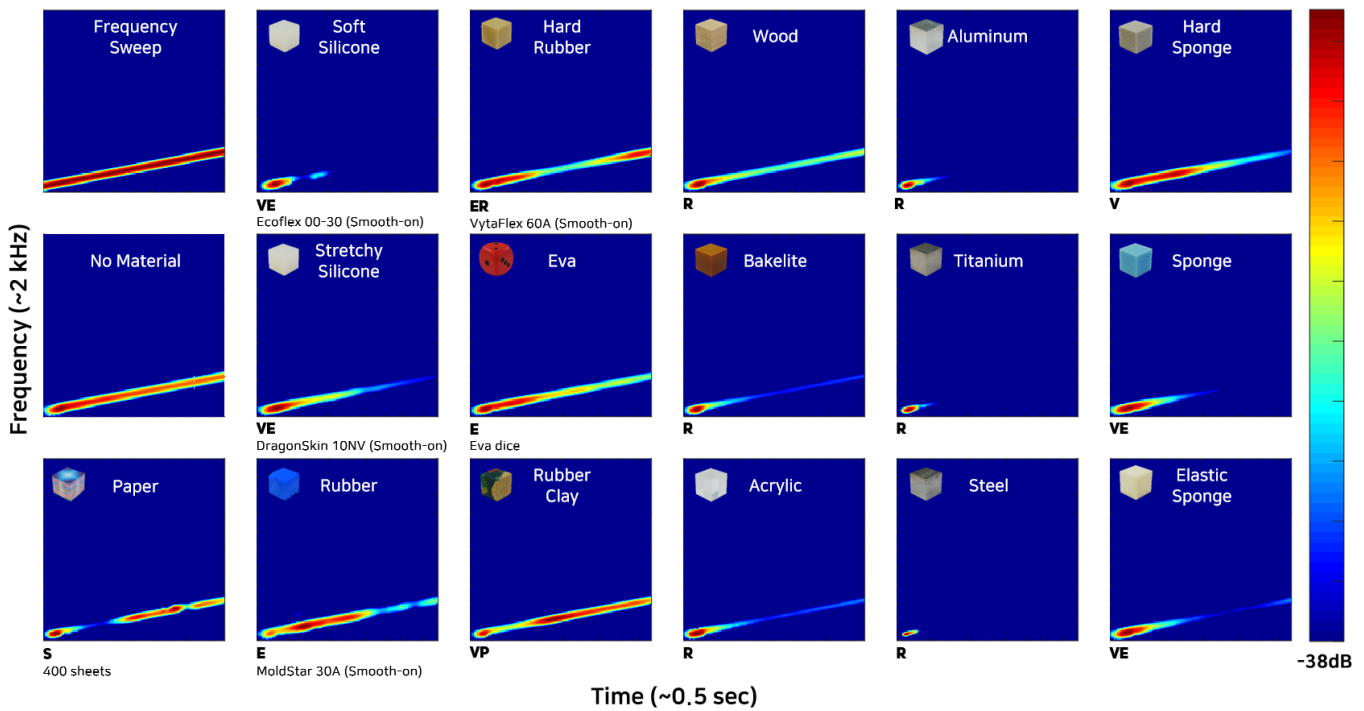 Frequency
Sweep
Soft
Silicone
Hard
Rubber
Wood
Aluminum
Hard
Sponge
VE
Ecoflex 00-30 (Smooth-on)
ER
VytaFlex 60A (Smooth-on)
R
R
V
No Material
Stretchy
Silicone
Eva
Bakelite
Titanium
Sponge
VE
DragonSkin 10NV (Smooth-on)
E
Eva dice
R
R
VE
Paper
Rubber
Rubber
Clay
Acrylic
Steel
Elastic
Sponge
S
400 sheets
E
MoldStar 30A (Smooth-on)
VP
R
R
VE
Frequency (~2 kHz)
Time (~0.5 sec)
-38dB